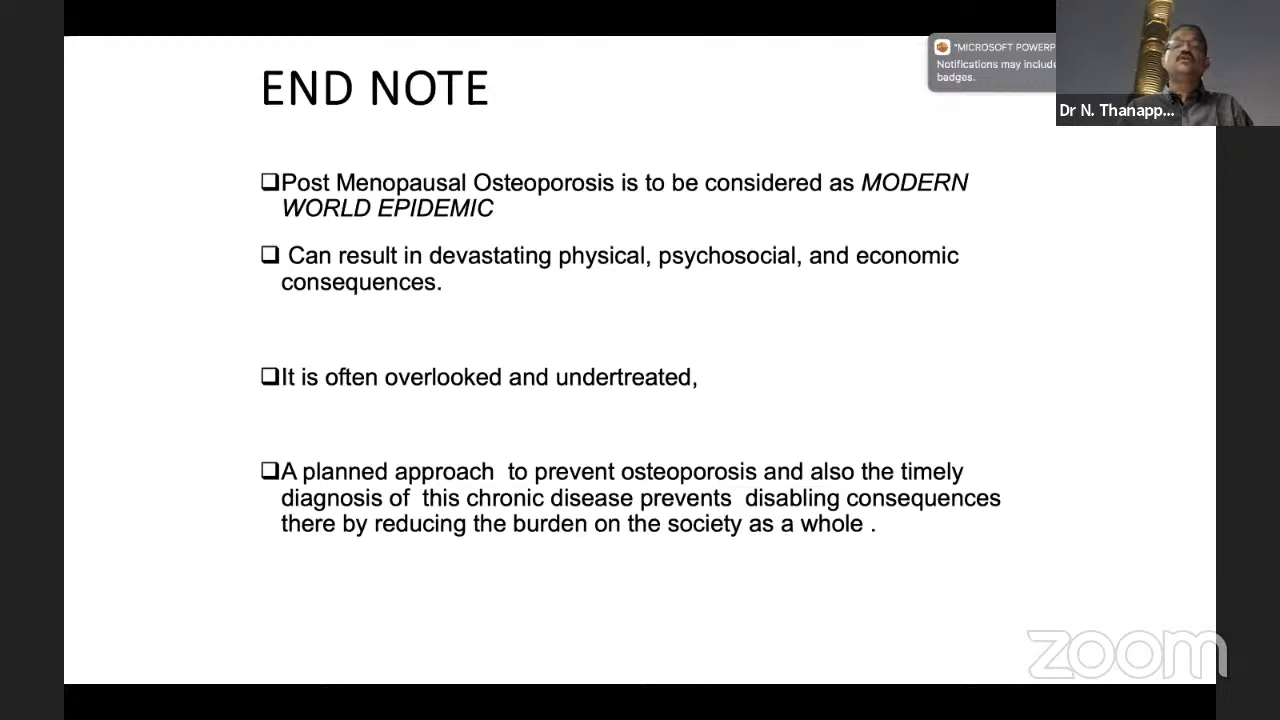 END NOTE
"MICROSOFT POWERP
Notifications may include
badges.
Dr N. Thanapp...
❑Post Menopausal Osteoporosis is to be considered as MODERN
WORLD EPIDEMIC
❑ Can result in devastating physical, psychosocial, and economic
consequences.
❑It is often overlooked and undertreated,
❑A planned approach  to prevent osteoporosis and also the timely
diagnosis of  this chronic disease prevents  disabling consequences
there by reducing the burden on the society as a whole .
zoom